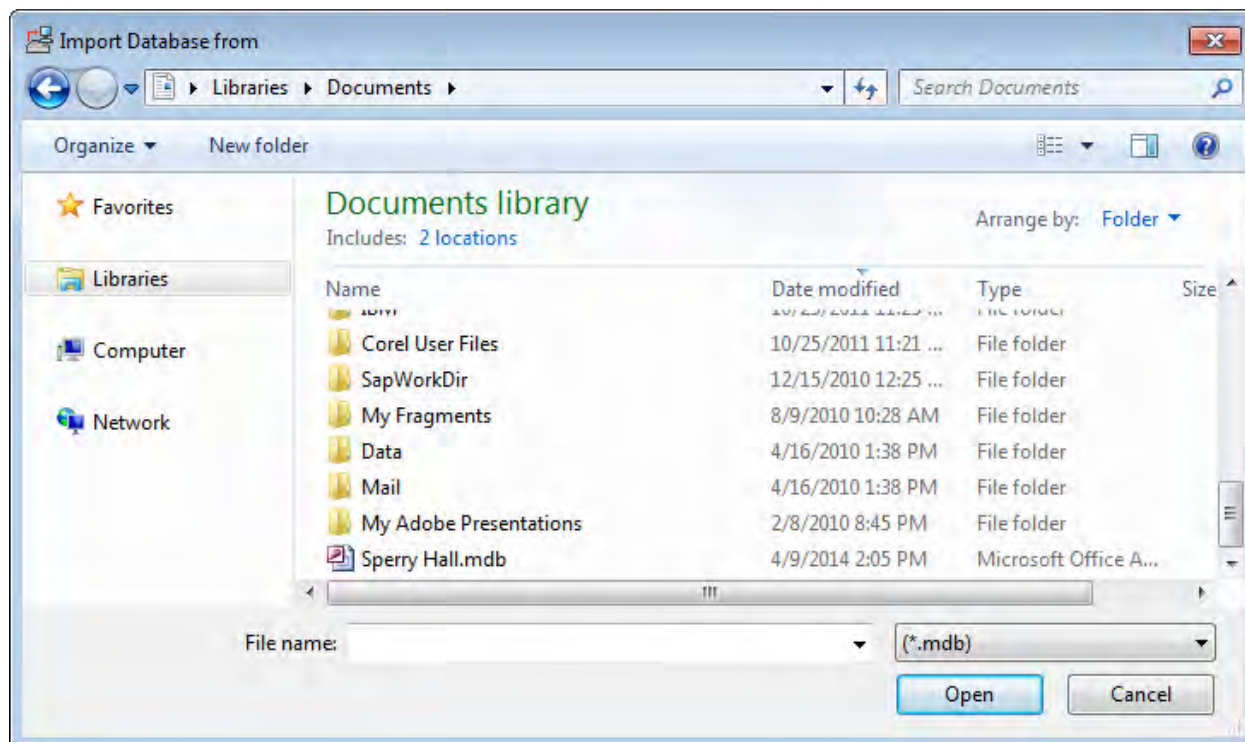 Import Database from
Libraries Documents Search Documents
Organize New folder
Favorites
Libraries
Computer
Network
Documents library
Includes: 2 locations
Arrange by: Folder
Name Date modified Type Size
Corel User Files 10/25/2011 11:21 ... File folder
SapWorkDir 12/15/2010 12:25 ... File folder
My Fragments 8/9/2010 10:28 AM File folder
Data 4/16/2010 1:38 PM File folder
Mail 4/16/2010 1:38 PM File folder
My Adobe Presentations 2/8/2010 8:45 PM File folder
Sperry Hall.mdb 4/9/2014 2:05 PM Microsoft Office A...
File name: (*.mdb)
Open Cancel